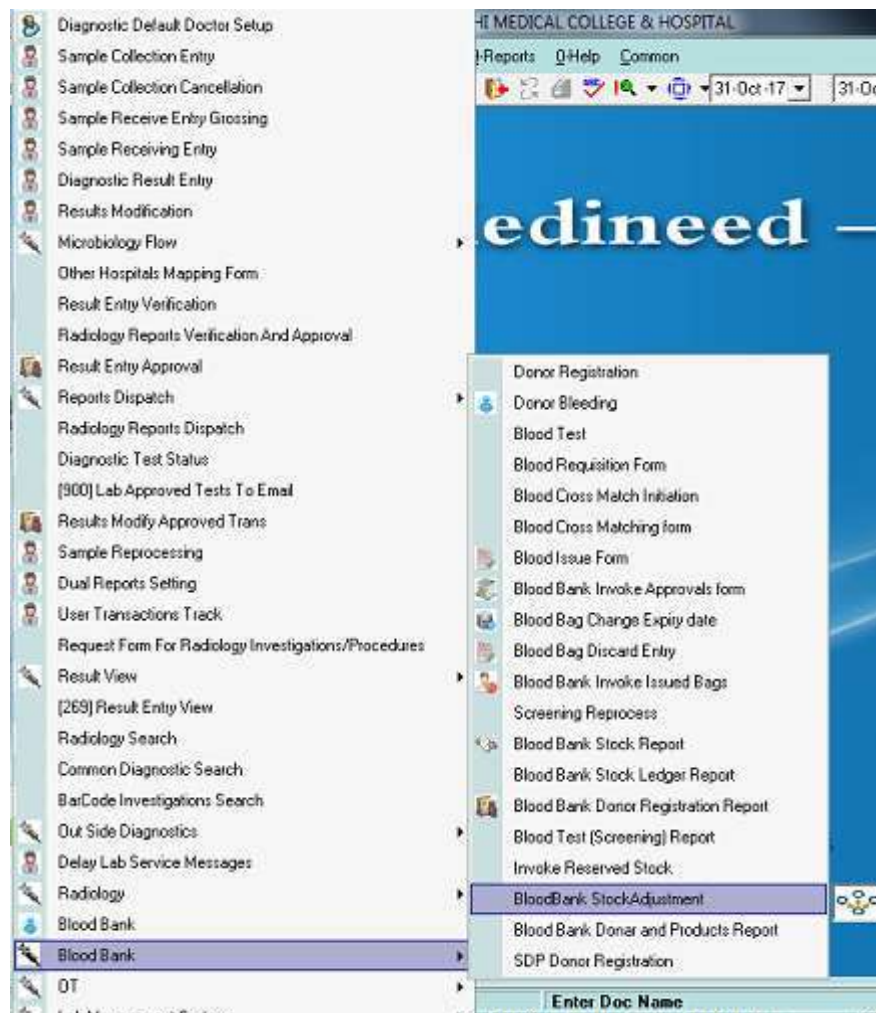 Diagnostic Default Doctor Setup
Sample Collection Entry
Sample Collection Cancellation
Sample Receive Entry Grossing
Sample Receiving Entry
Diagnostic Result Entry
Results Modification
Microbiology Flow
Other Hospitals Mapping Form
Result Entry Verification
Radiology Reports Verification And Approval
Result Entry Approval
Reports Dispatch
Radiology Reports Dispatch
Diagnostic Test Status
[900] Lab Approved Tests To Email
Results Modify Approved Trans
Sample Reprocessing
Dual Reports Setting
User Transactions Track
Request Form For Radiology Investigations/Procedures
Result View
[269] Result Entry View
Radiology Search
Common Diagnostic Search
BarCode Investigations Search
Out Side Diagnostics
Delay Lab Service Messages
Radiology
Blood Bank
Blood Bank
OT
HI MEDICAL COLLEGE & HOSPITAL
-Reports 0-Help Common
31-Oct-17 31-Oc
edineed –
Donor Registration
Donor Bleeding
Blood Test
Blood Requisition Form
Blood Cross Match Initiation
Blood Cross Matching form
Blood Issue Form
Blood Bank Invoke Approvals form
Blood Bag Change Expiry date
Blood Bag Discard Entry
Blood Bank Invoke Issued Bags
Screening Reprocess
Blood Bank Stock Report
Blood Bank Stock Ledger Report
Blood Bank Donor Registration Report
Blood Test (Screening) Report
Invoke Reserved Stock
BloodBank StockAdjustment
Blood Bank Donar and Products Report
SDP Donor Registration
Enter Doc Name